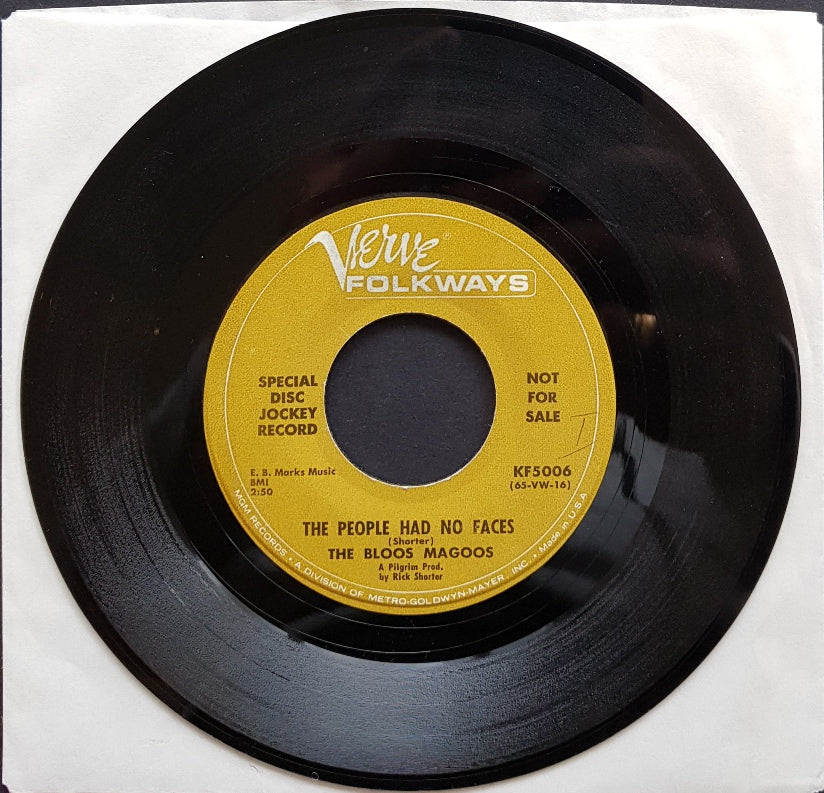 Verve
FOLKWAYS
SPECIAL
DISC
JOCKEY
RECORD
NOT
FOR
SALE
E. B. Marks Music
BMI
2:50
KF5006
(65-VW-16)
THE PEOPLE HAD NO FACES
(Shorter)
THE BLOOS MAGOOS
A Pilgrim Prod.
by Rick Shorter
MGM RECORDS • A DIVISION OF METRO-GOLDWYN-MAYER, INC. • Made in U.S.A